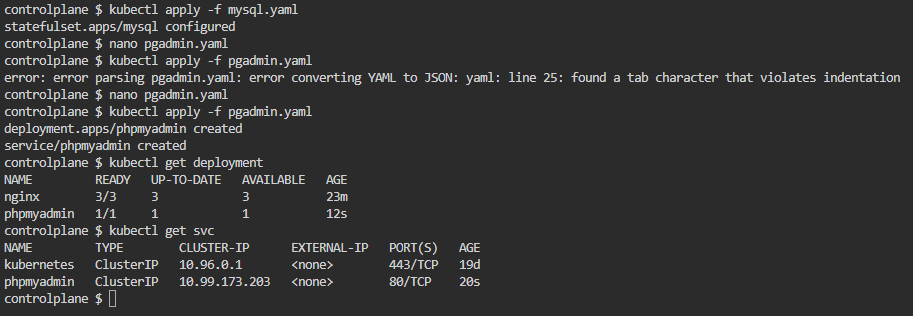 controlplane $ kubectl apply -f mysql.yaml
statefulset.apps/mysql configured
controlplane $ nano pgadmin.yaml
controlplane $ kubectl apply -f pgadmin.yaml
error: error parsing pgadmin.yaml: error converting YAML to JSON: yaml: line 25: found a tab character that violates indentation
controlplane $ nano pgadmin.yaml
controlplane $ kubectl apply -f pgadmin.yaml
deployment.apps/phpmyadmin created
service/phpmyadmin created
controlplane $ kubectl get deployment
NAME         READY   UP-TO-DATE   AVAILABLE   AGE
nginx        3/3     3            3           23m
phpmyadmin   1/1     1            1           12s
controlplane $ kubectl get svc
NAME         TYPE        CLUSTER-IP      EXTERNAL-IP   PORT(S)   AGE
kubernetes   ClusterIP   10.96.0.1       <none>        443/TCP   19d
phpmyadmin   ClusterIP   10.99.173.203   <none>        80/TCP    20s
controlplane $